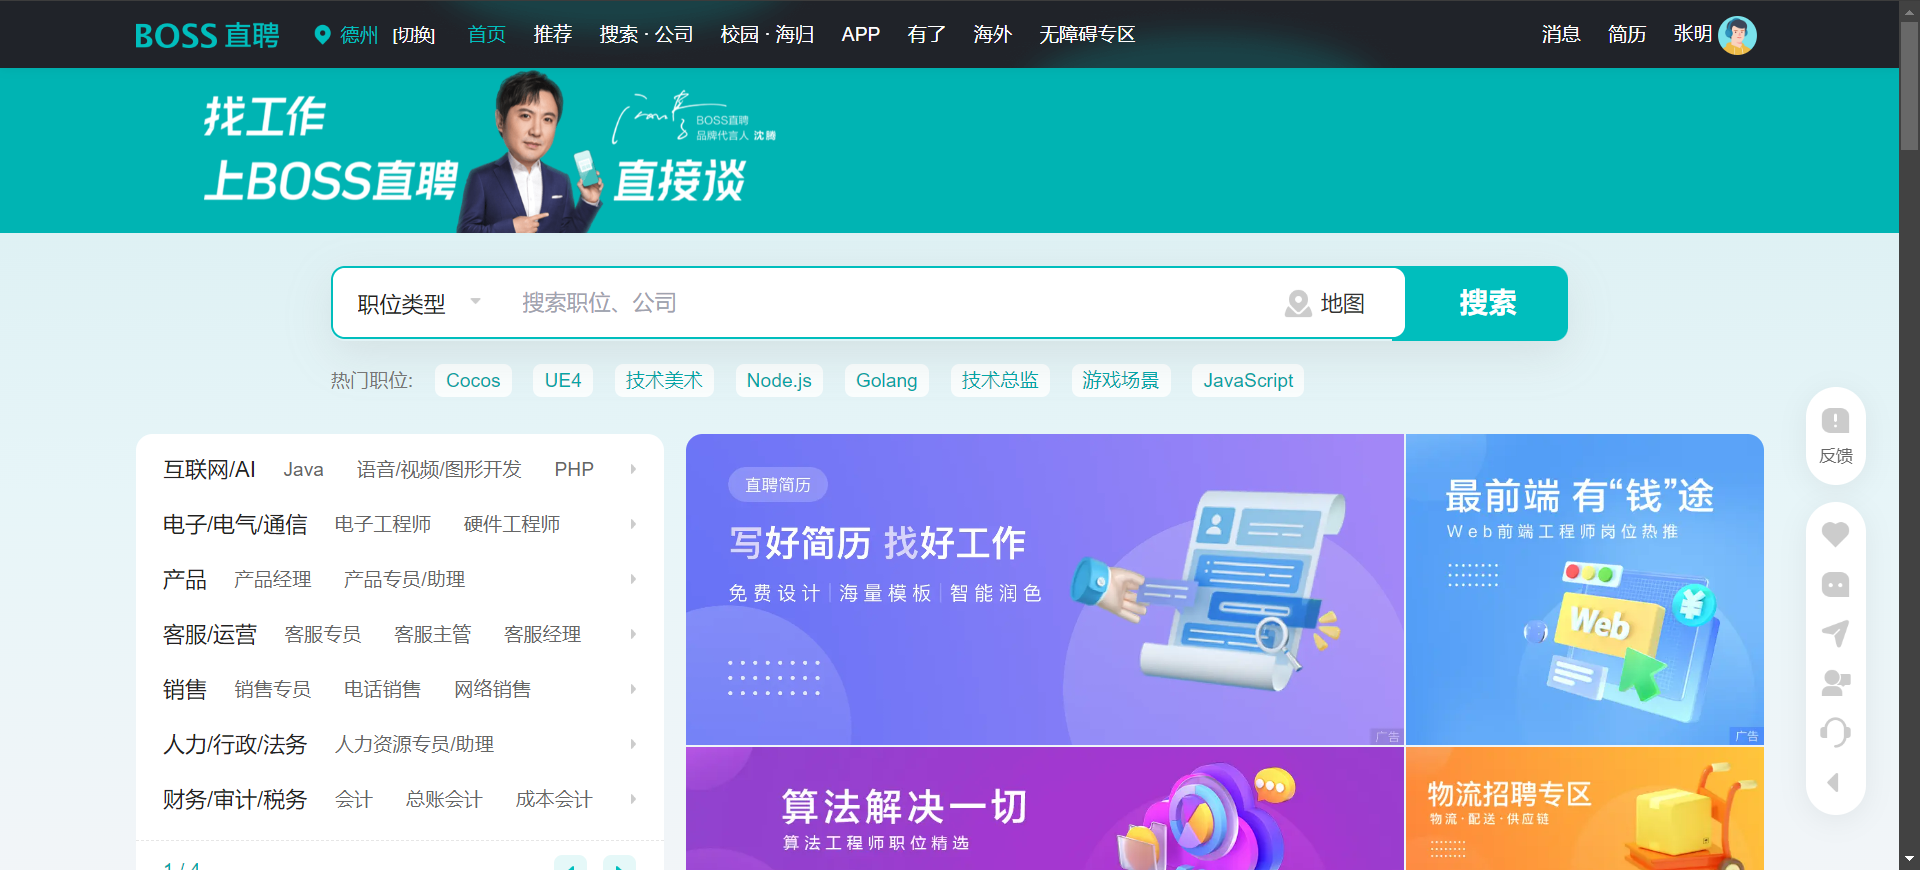 BOSS 直聘 德州 [切换] 首页 推荐 搜索 · 公司 校园 · 海归 APP 有了 海外 无障碍专区 消息 简历 张明
找工作
上BOSS直聘 直接谈
BOSS直聘
品牌代言人 沈腾
职位类型 搜索职位、公司 地图 搜索
热门职位: Cocos UE4 技术美术 Node.js Golang 技术总监 游戏场景 JavaScript
互联网/AI Java 语音/视频/图形开发 PHP
电子/电气/通信 电子工程师 硬件工程师
产品 产品经理 产品专员/助理
客服/运营 客服专员 客服主管 客服经理
销售 销售专员 电话销售 网络销售
人力/行政/法务 人力资源专员/助理
财务/审计/税务 会计 总账会计 成本会计
1 / 4
直聘简历
写好简历 找好工作
免费设计 | 海量模板 | 智能润色
广告
最前端 有“钱”途
Web前端工程师岗位热推
Web
广告
算法解决一切
算法工程师职位精选
物流招聘专区
物流·配送·供应链
反馈